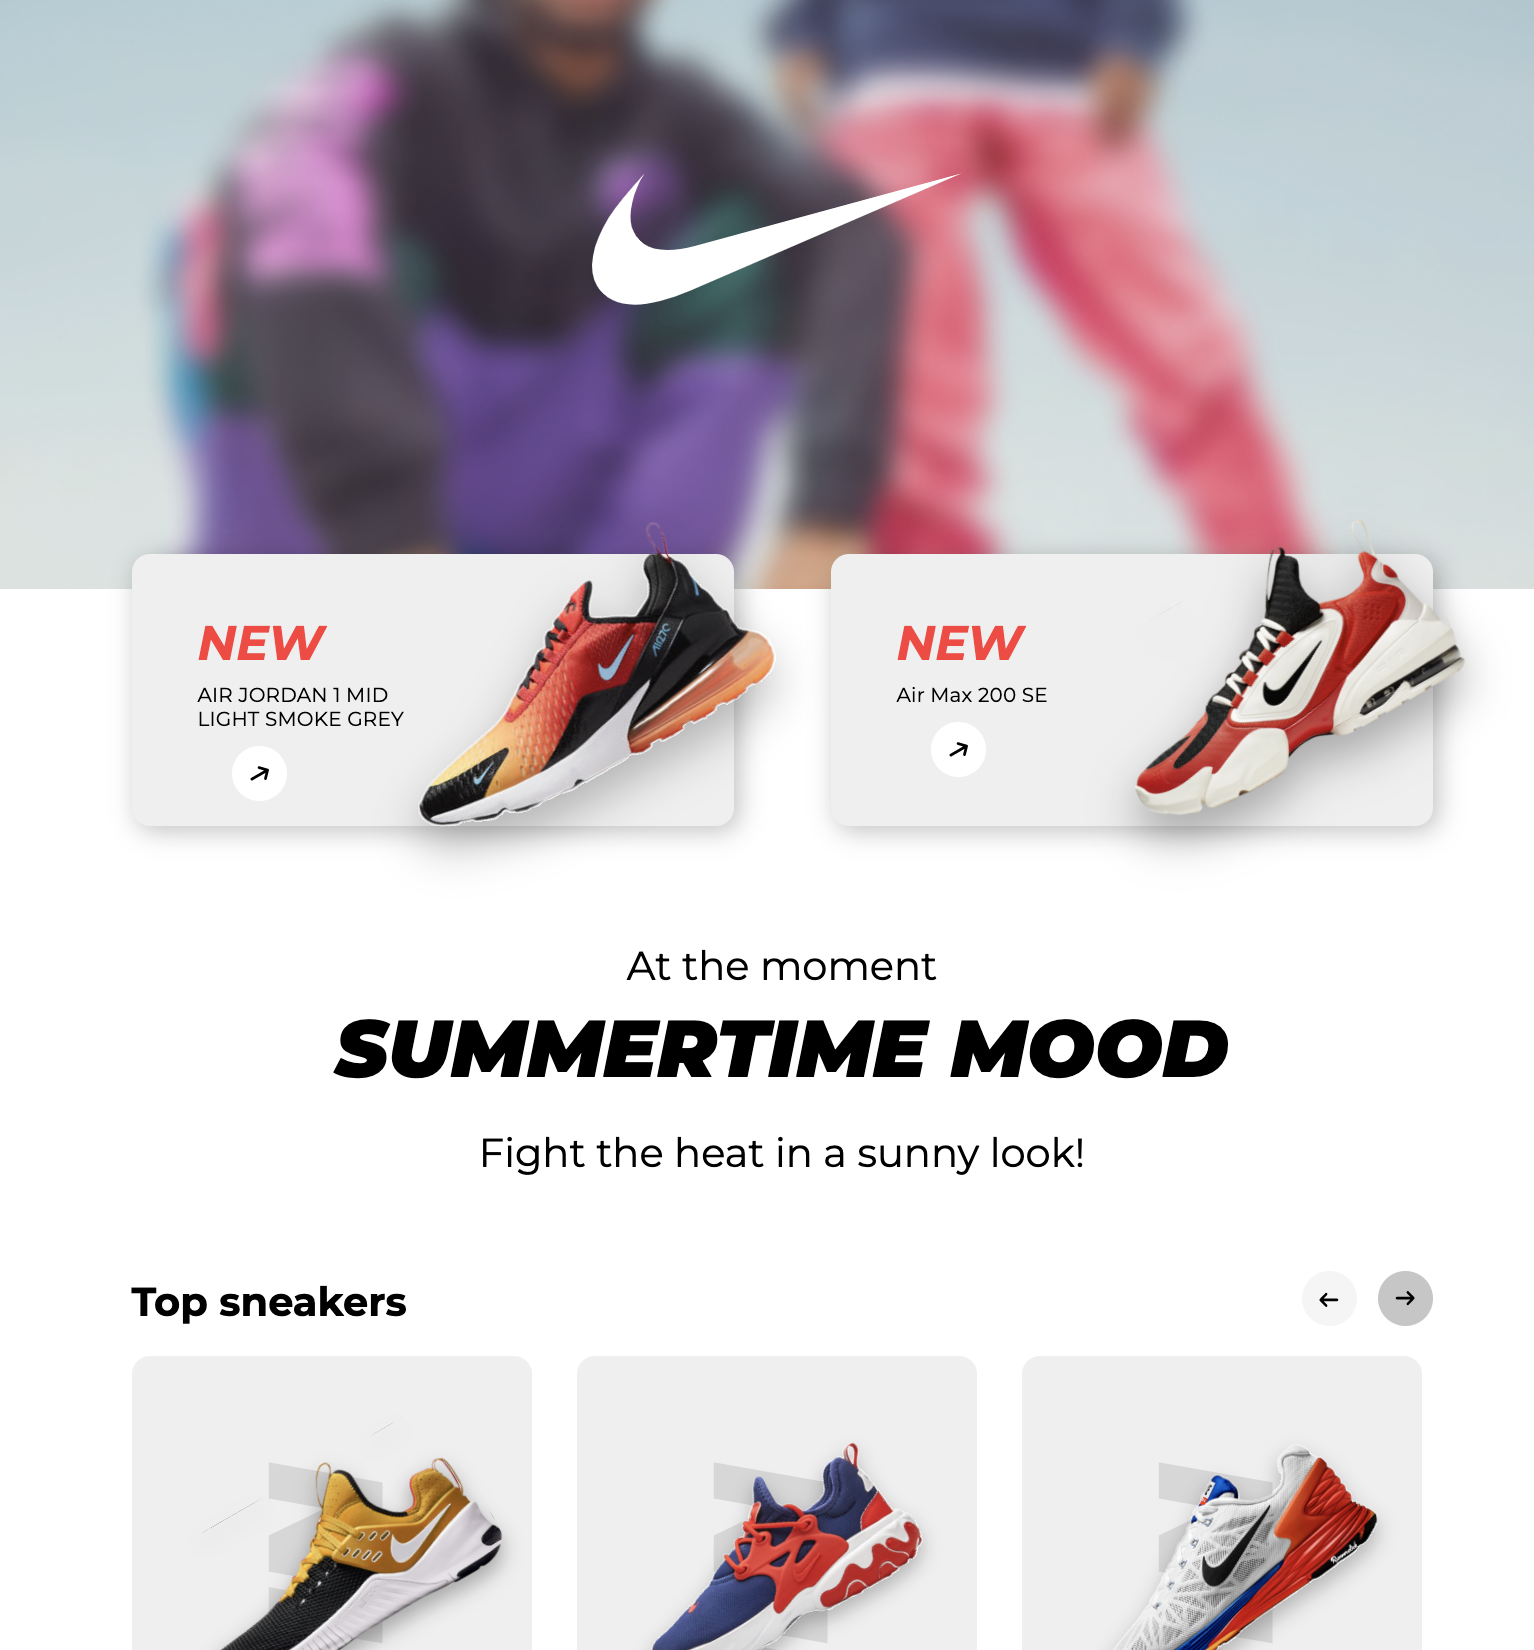 NEW
AIR JORDAN 1 MID
LIGHT SMOKE GREY
NEW
Air Max 200 SE
At the moment
SUMMERTIME MOOD
Fight the heat in a sunny look!
Top sneakers